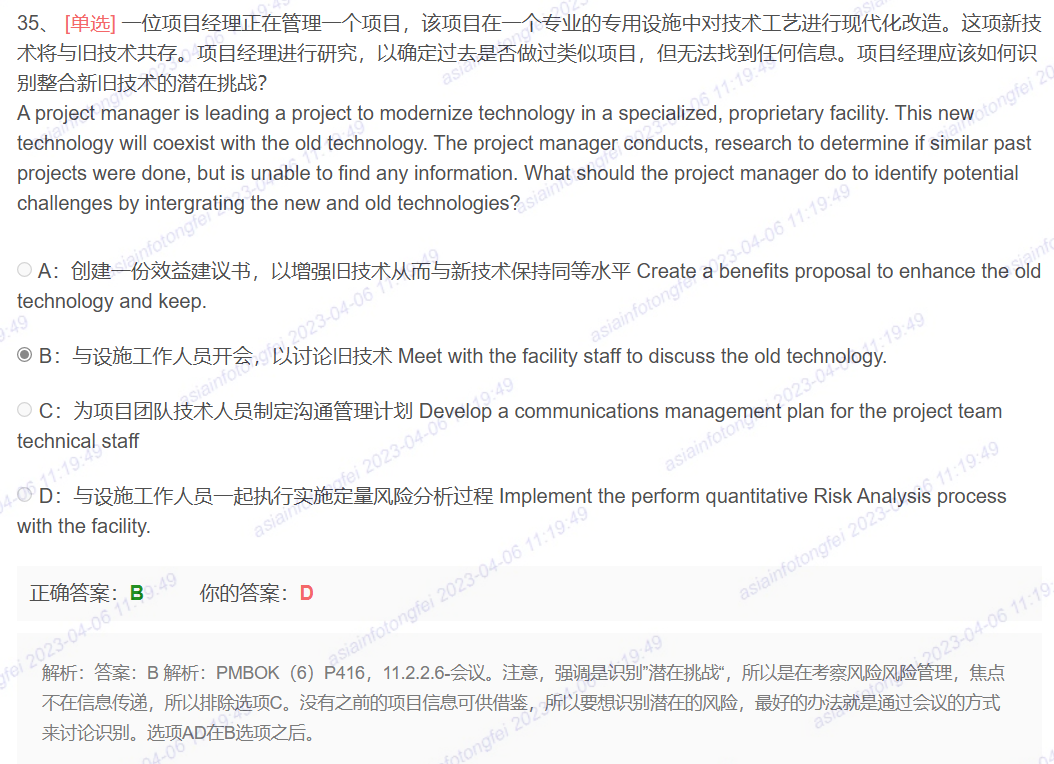 35、 [单选] 一位项目经理正在管理一个项目，该项目在一个专业的专用设施中对技术工艺进行现代化改造。这项新技
术将与旧技术共存。项目经理进行研究，以确定过去是否做过类似项目，但无法找到任何信息。项目经理应该如何识
别整合新旧技术的潜在挑战?
A project manager is leading a project to modernize technology in a specialized, proprietary facility. This new
technology will coexist with the old technology. The project manager conducts, research to determine if similar past
projects were done, but is unable to find any information. What should the project manager do to identify potential
challenges by intergrating the new and old technologies?
A：创建一份效益建议书，以增强旧技术从而与新技术保持同等水平 Create a benefits proposal to enhance the old
technology and keep.
B：与设施工作人员开会，以讨论旧技术 Meet with the facility staff to discuss the old technology.
C：为项目团队技术人员制定沟通管理计划 Develop a communications management plan for the project team
technical staff
D：与设施工作人员一起执行实施定量风险分析过程 Implement the perform quantitative Risk Analysis process
with the facility.
正确答案：B 你的答案：D
解析：答案：B 解析：PMBOK（6）P416，11.2.2.6-会议。注意，强调是识别”潜在挑战“，所以是在考察风险风险管理，焦点
不在信息传递，所以排除选项C。没有之前的项目信息可供借鉴，所以要想识别潜在的风险，最好的办法就是通过会议的方式
来讨论识别。选项AD在B选项之后。
asiainfotongfei 2023-04-06 11:19:49